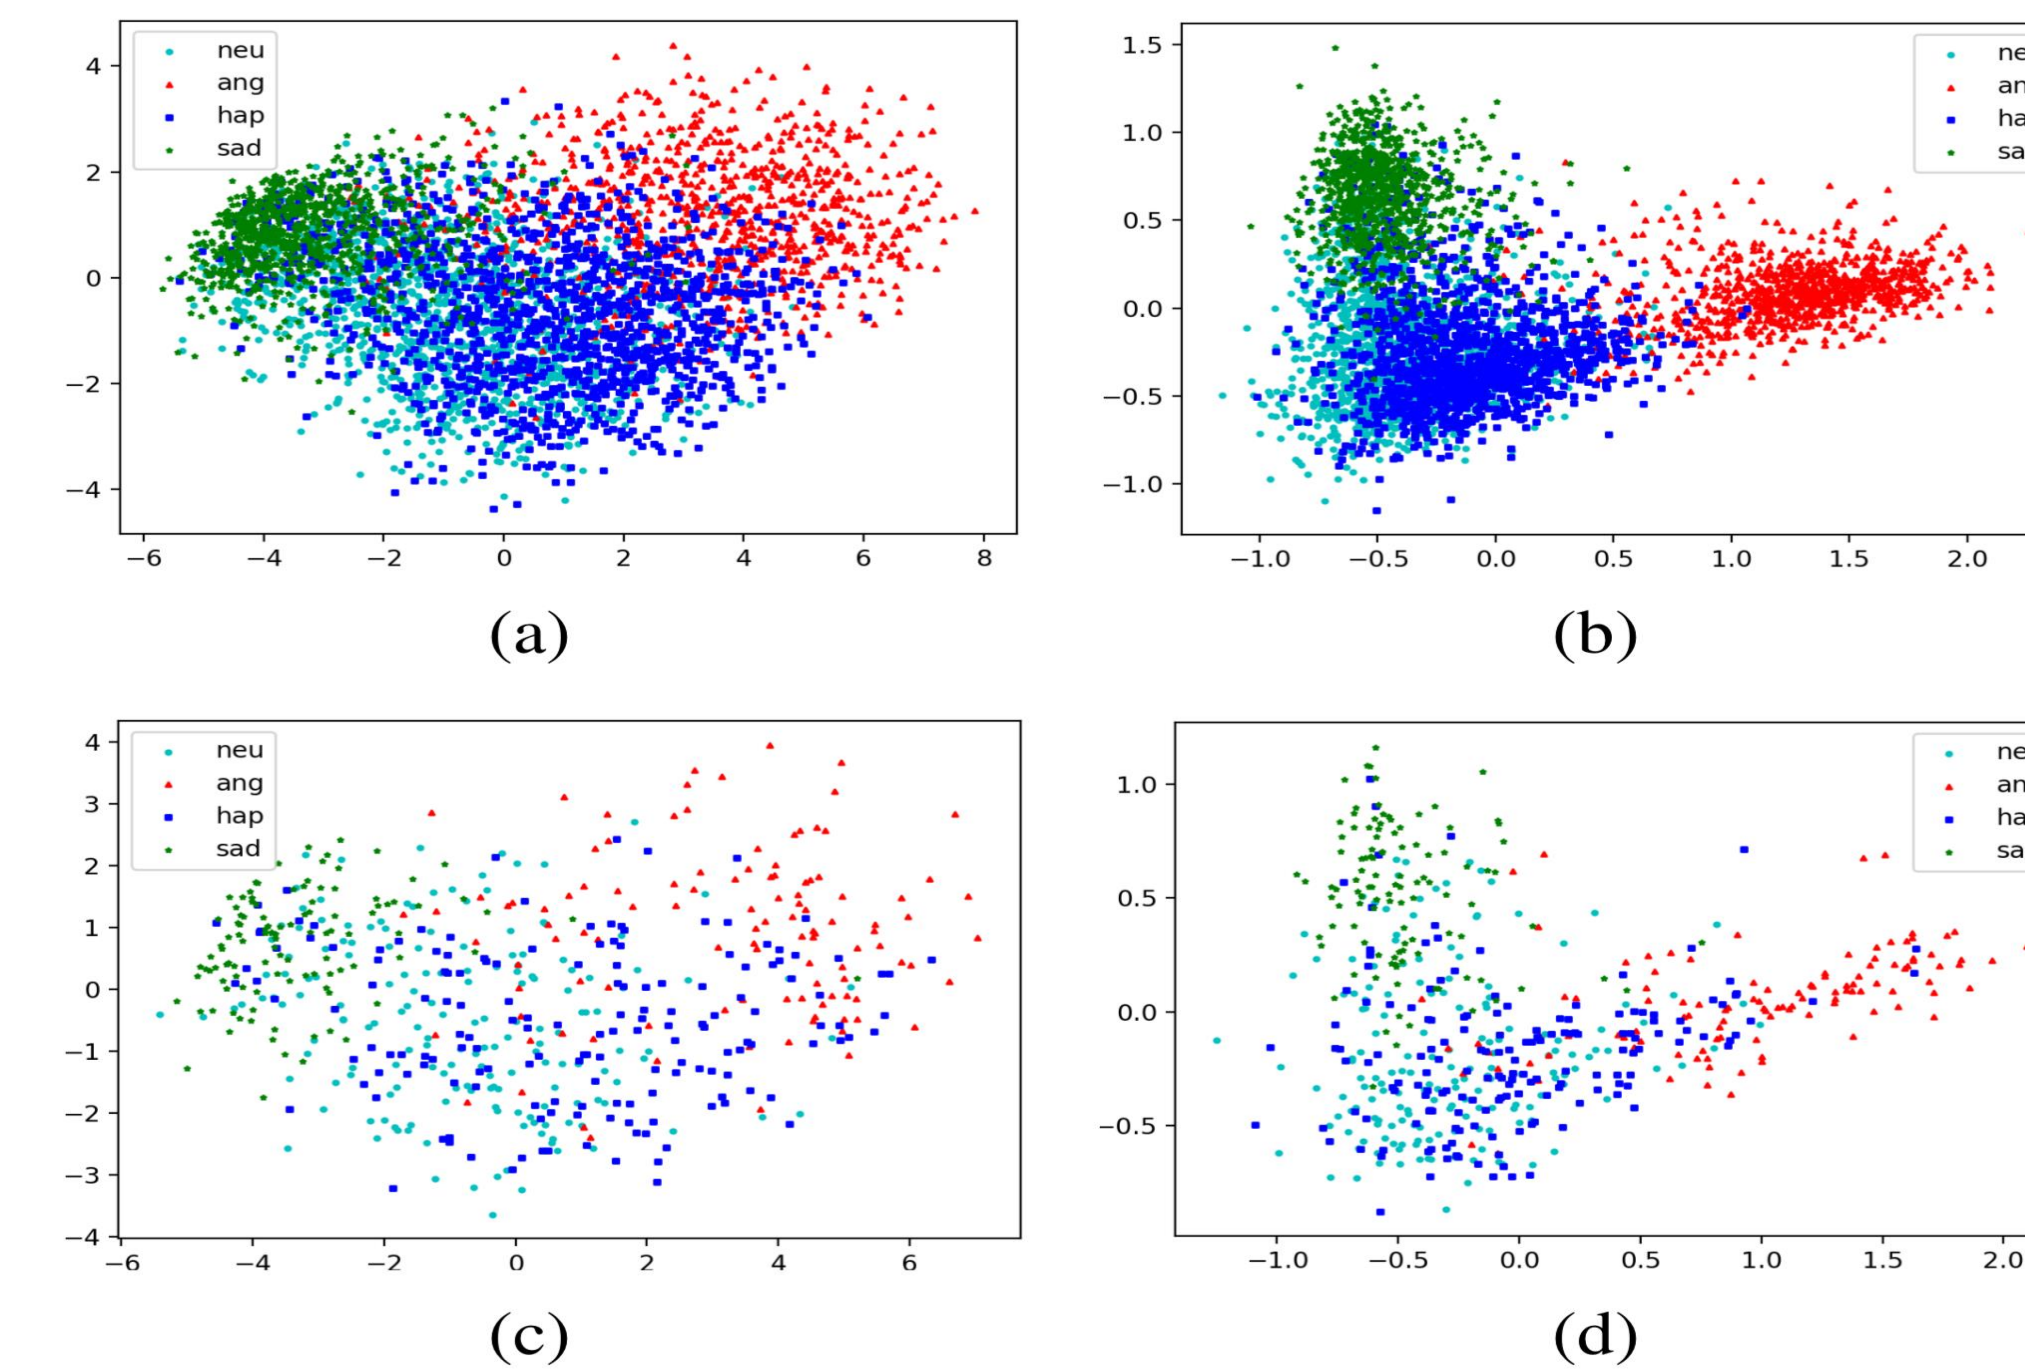 neu
ang
hap
sad
4
2
0
−2
−4
−6 −4 −2 0 2 4 6 8
(a)
ne
an
ha
sa
1.5
1.0
0.5
0.0
−0.5
−1.0
−1.0 −0.5 0.0 0.5 1.0 1.5 2.0
(b)
neu
ang
hap
sad
4
3
2
1
0
−1
−2
−3
−4
−6 −4 −2 0 2 4 6
(c)
ne
an
ha
sa
1.0
0.5
0.0
−0.5
−1.0 −0.5 0.0 0.5 1.0 1.5 2.0
(d)